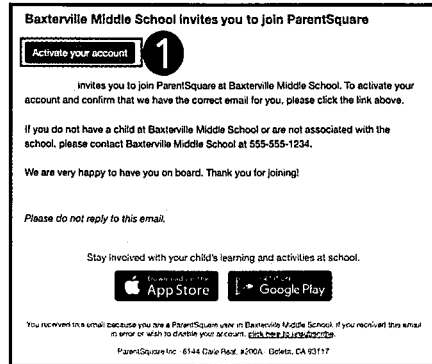 Baxterville Middle School invites you to join ParentSquare
Activate your account
1
invites you to join ParentSquare at Baxterville Middle School. To activate your
account and confirm that we have the correct email for you, please click the link above.
If you do not have a child at Baxterville Middle School or are not associated with the
school, please contact Baxterville Middle School at 555-555-1234.
We are very happy to have you on board. Thank you for joining!
Please do not reply to this email.
Stay involved with your child's learning and activities at school.
Download on the
App Store
GET IT ON
Google Play
You received this email because you are a ParentSquare user in Baxterville Middle School. If you received this email
in error or wish to disable your account, click here to unsubscribe.
ParentSquare Inc · 6144 Calle Real, #200A · Goleta, CA 93117